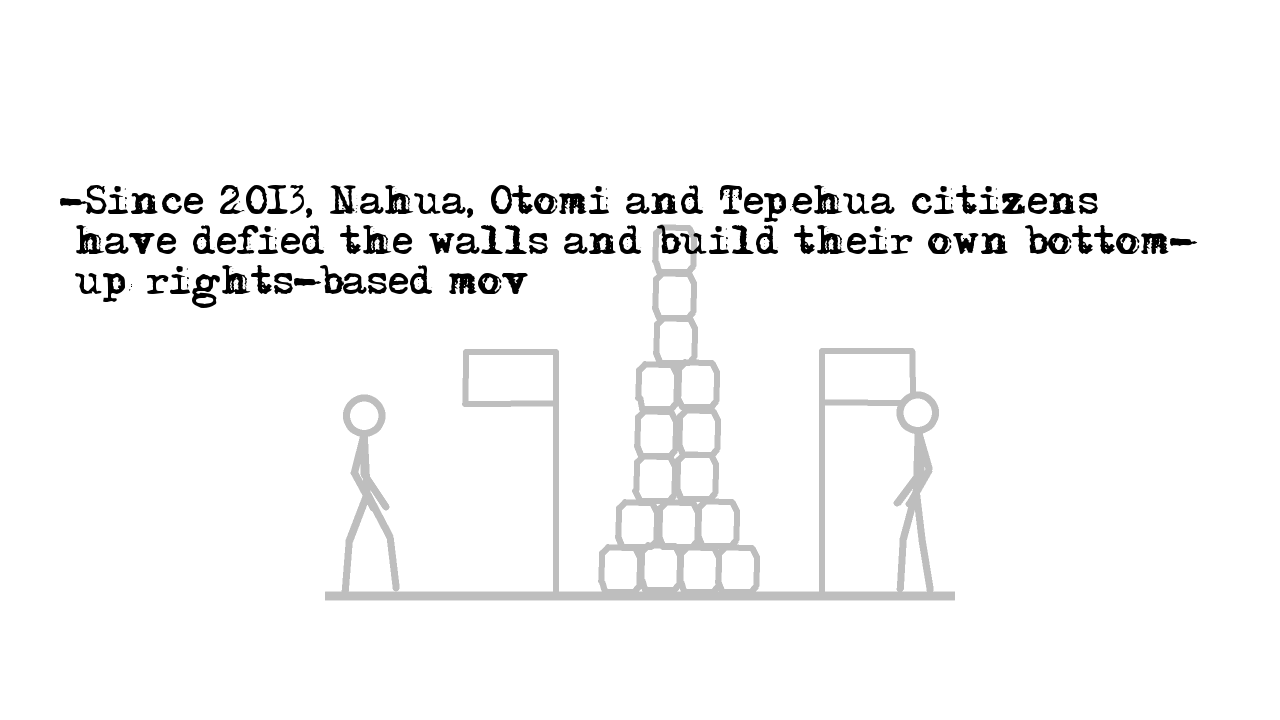 -Since 2013, Nahua, Otomi and Tepehua citizens
have defied the walls and build their own bottom-
up rights-based mov